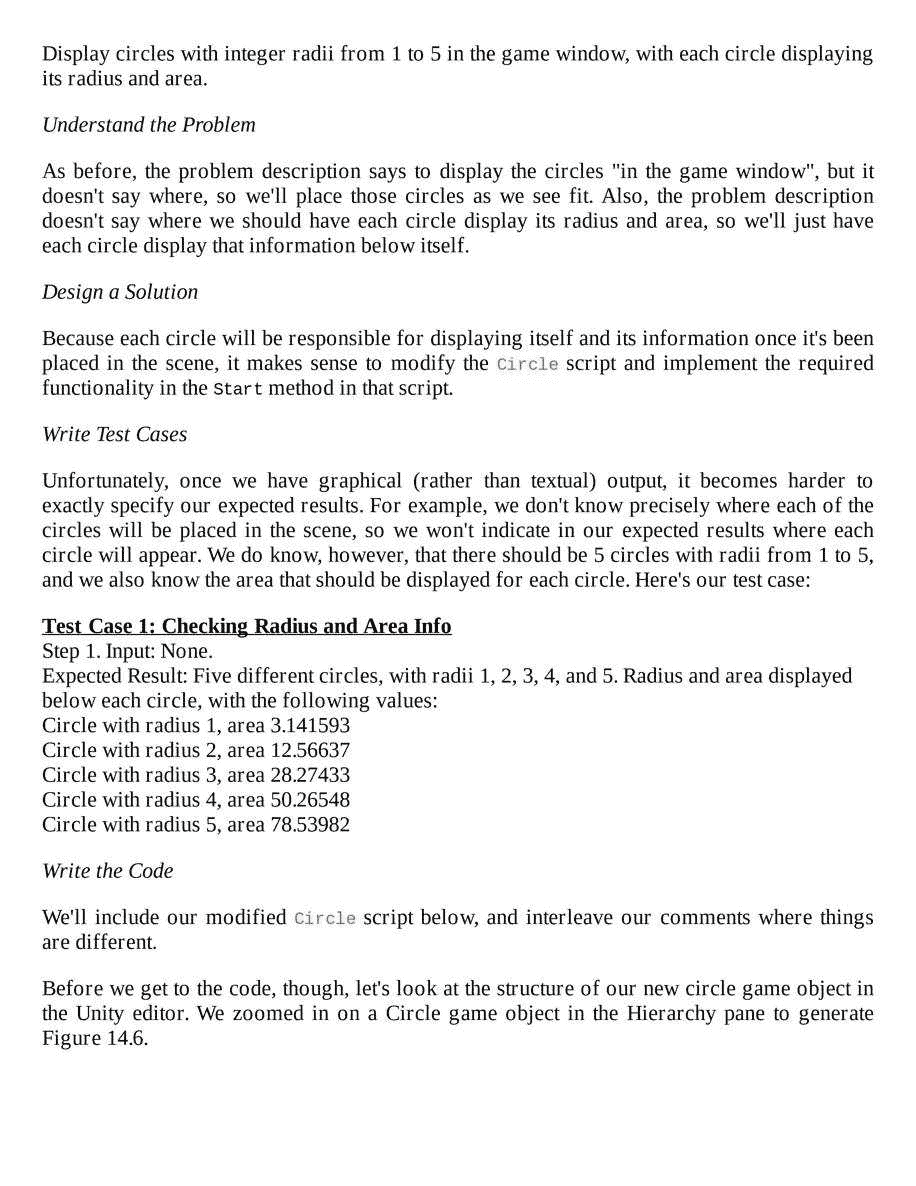 Display circles with integer radii from 1 to 5 in the game window, with each circle displaying
its radius and area.
Understand the Problem
As before, the problem description says to display the circles "in the game window", but it
doesn't say where, so we'll place those circles as we see fit. Also, the problem description
doesn't say where we should have each circle display its radius and area, so we'll just have
each circle display that information below itself.
Design a Solution
Because each circle will be responsible for displaying itself and its information once it's been
placed in the scene, it makes sense to modify the Circle script and implement the required
functionality in the Start method in that script.
Write Test Cases
Unfortunately, once we have graphical (rather than textual) output, it becomes harder to
exactly specify our expected results. For example, we don't know precisely where each of the
circles will be placed in the scene, so we won't indicate in our expected results where each
circle will appear. We do know, however, that there should be 5 circles with radii from 1 to 5,
and we also know the area that should be displayed for each circle. Here's our test case:
Test Case 1: Checking Radius and Area Info
Step 1. Input: None.
Expected Result: Five different circles, with radii 1, 2, 3, 4, and 5. Radius and area displayed
below each circle, with the following values:
Circle with radius 1, area 3.141593
Circle with radius 2, area 12.56637
Circle with radius 3, area 28.27433
Circle with radius 4, area 50.26548
Circle with radius 5, area 78.53982
Write the Code
We'll include our modified Circle script below, and interleave our comments where things
are different.
Before we get to the code, though, let's look at the structure of our new circle game object in
the Unity editor. We zoomed in on a Circle game object in the Hierarchy pane to generate
Figure 14.6.